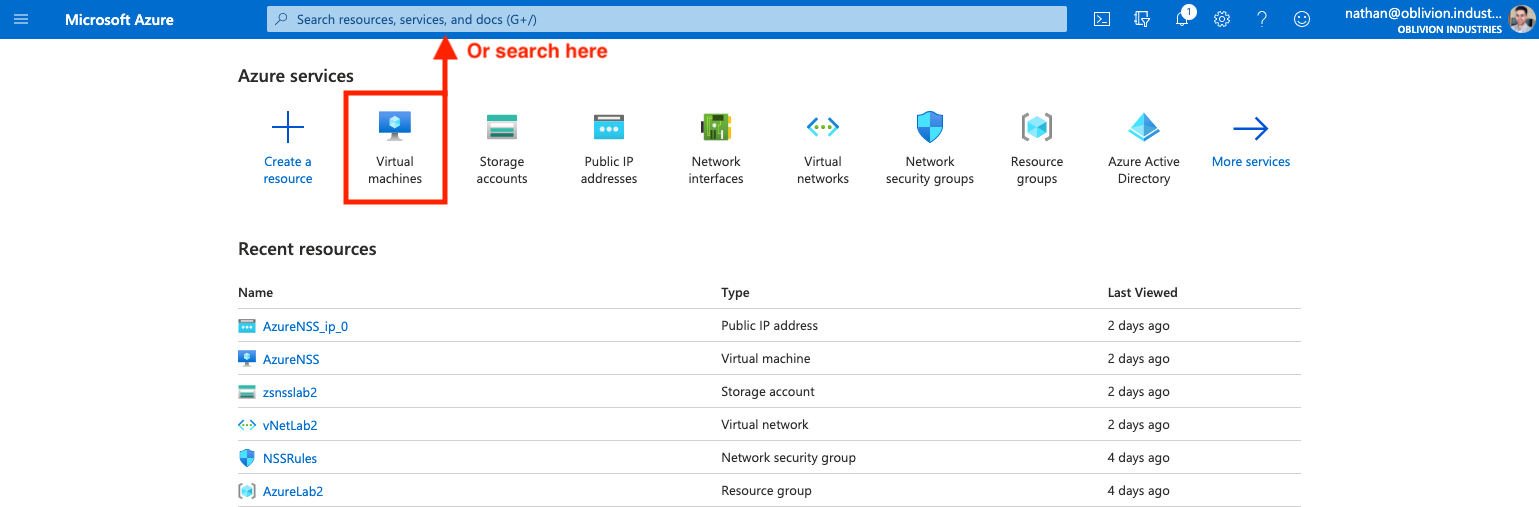 Microsoft Azure
Search resources, services, and docs (G+/)
1
nathan@oblivion.indust...
OBLIVION INDUSTRIES
Or search here
Azure services
Create a
resource
Virtual
machines
Storage
accounts
Public IP
addresses
Network
interfaces
Virtual
networks
Network
security groups
Resource
groups
Azure Active
Directory
More services
Recent resources
Name Type Last Viewed
AzureNSS_ip_0 Public IP address 2 days ago
AzureNSS Virtual machine 2 days ago
zsnsslab2 Storage account 2 days ago
vNetLab2 Virtual network 2 days ago
NSSRules Network security group 4 days ago
AzureLab2 Resource group 4 days ago